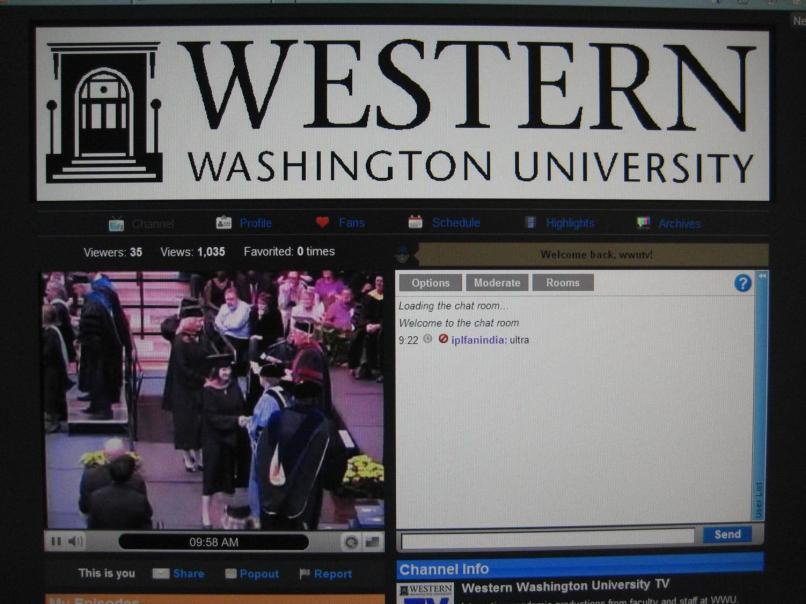 WESTERN
WASHINGTON UNIVERSITY
Channel Profile Fans Schedule Highlights Archives
Viewers: 35 Views: 1,035 Favorited: 0 times
Welcome back, wwutv!
Options Moderate Rooms ?
Loading the chat room...
Welcome to the chat room
9:22 iplfanindia: ultra
User List
09:58 AM
Send
This is you Share Popout Report
Channel Info
My Episodes
WESTERN
Western Washington University TV
academic productions from faculty and staff at WWU.